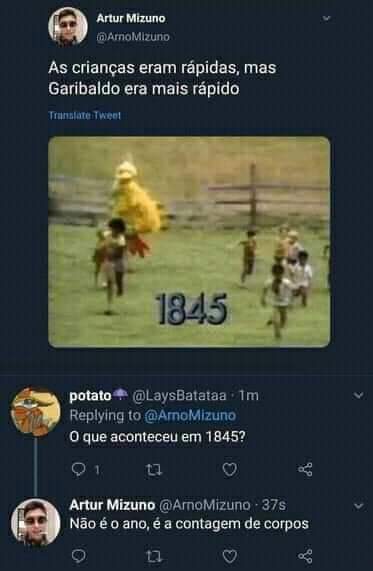 Artur Mizuno
@ArnoMizuno
As crianças eram rápidas, mas
Garibaldo era mais rápido
Translate Tweet
1845
potato☂ @LaysBatataa · 1m
Replying to @ArnoMizuno
O que aconteceu em 1845?
1
Artur Mizuno @ArnoMizuno · 37s
Não é o ano, é a contagem de corpos